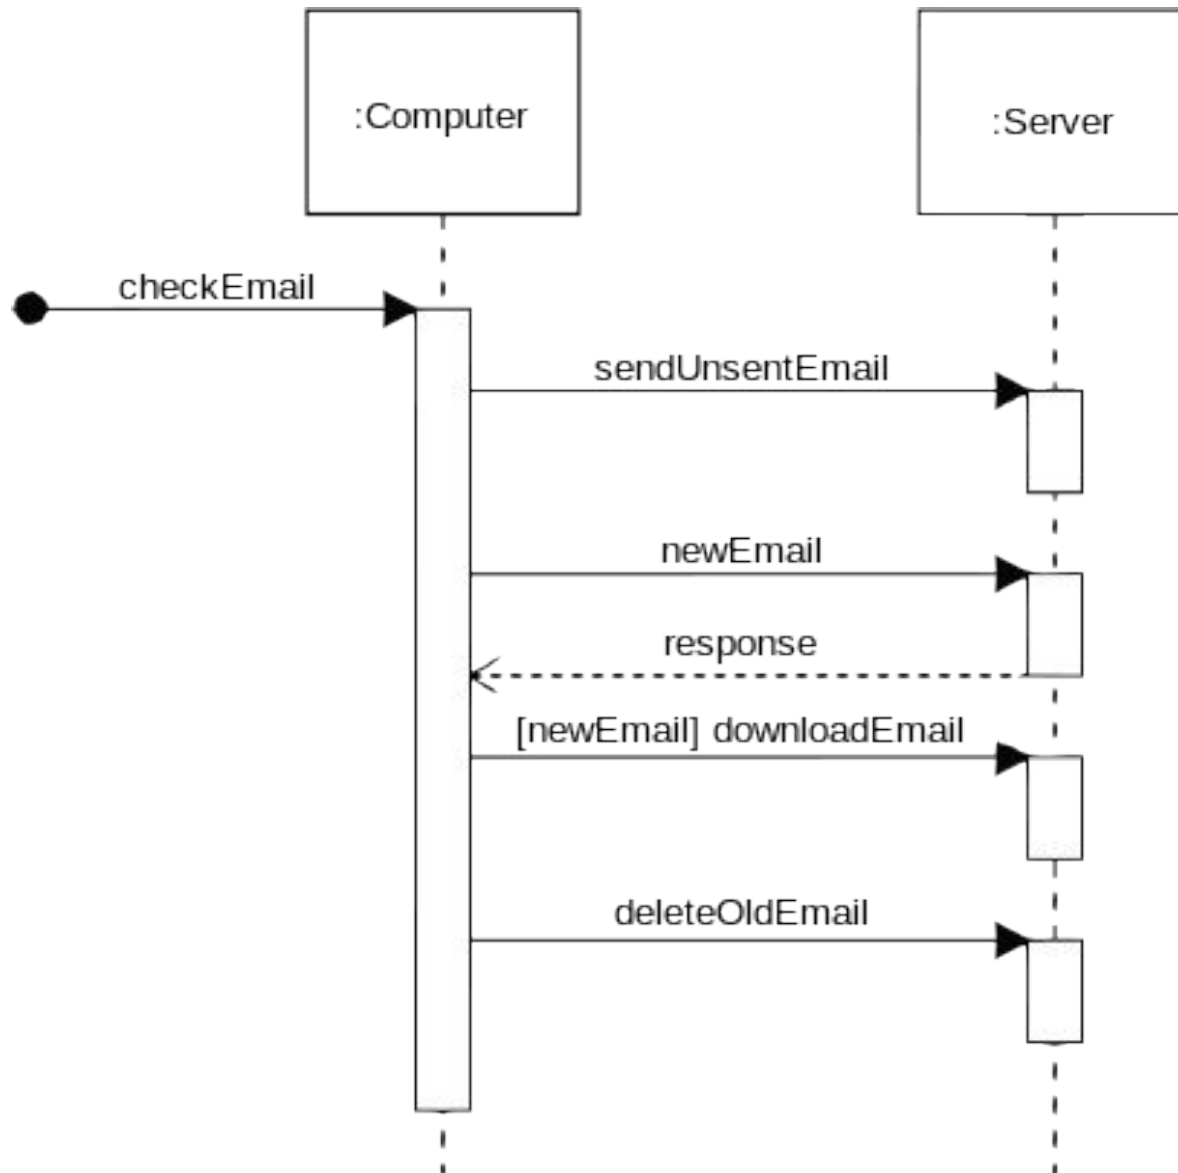 :Computer
:Server
checkEmail
sendUnsentEmail
newEmail
response
[newEmail] downloadEmail
deleteOldEmail